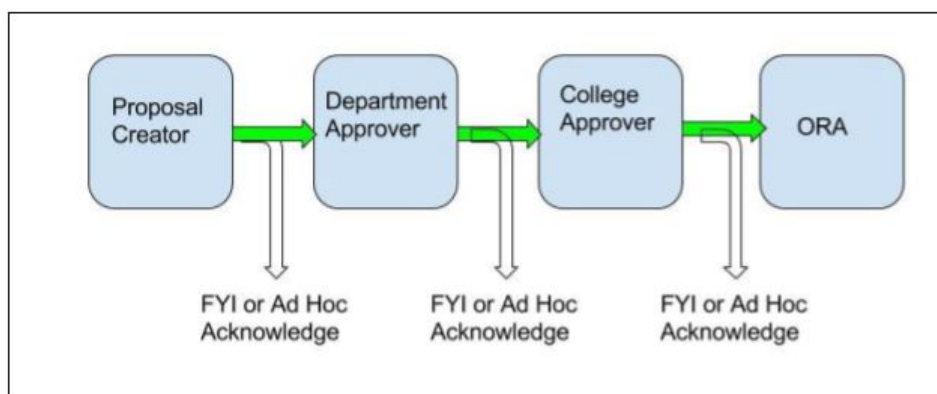 Proposal
Creator
Department
Approver
College
Approver
ORA
FYI or Ad Hoc
Acknowledge
FYI or Ad Hoc
Acknowledge
FYI or Ad Hoc
Acknowledge